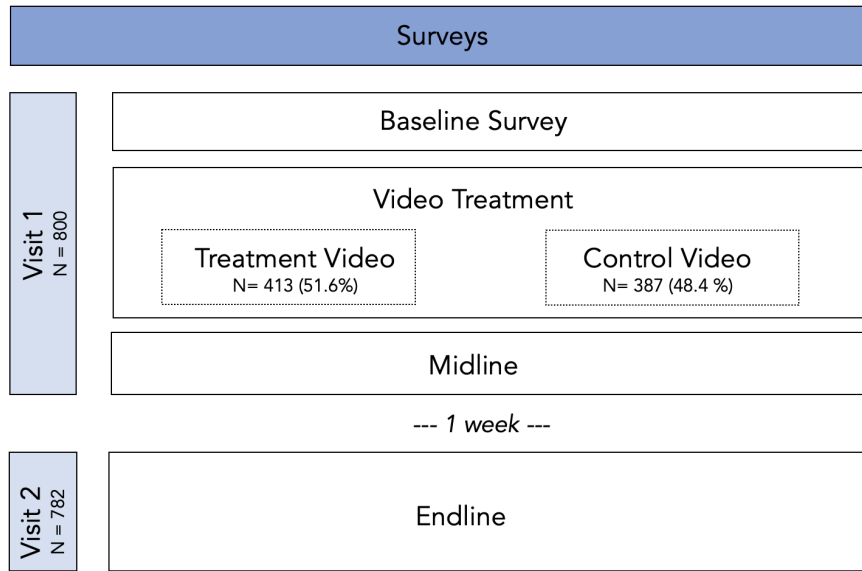 Surveys
Visit 1
N = 800
Baseline Survey
Video Treatment
Treatment Video
N= 413 (51.6%)
Control Video
N= 387 (48.4 %)
Midline
--- 1 week ---
Visit 2
N = 782
Endline